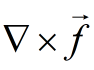 ∇ × f⃗